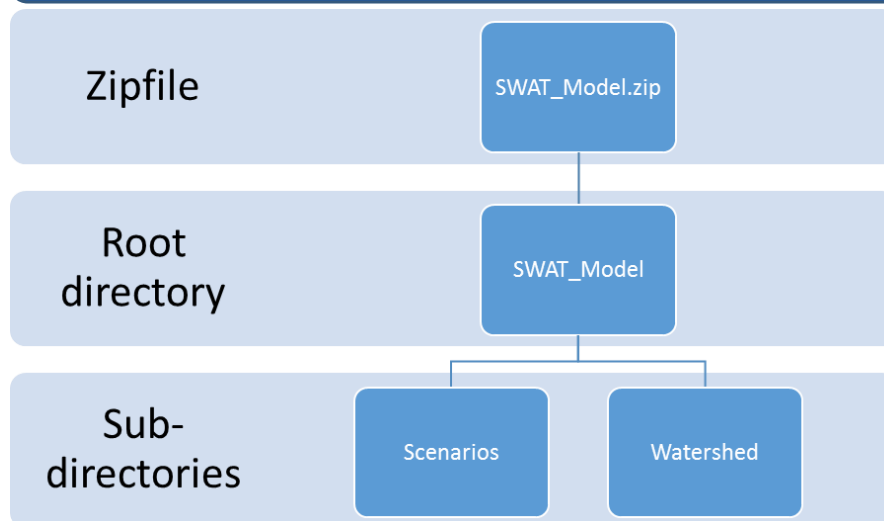 Zipfile
SWAT_Model.zip
Root
directory
SWAT_Model
Sub-
directories
Scenarios
Watershed